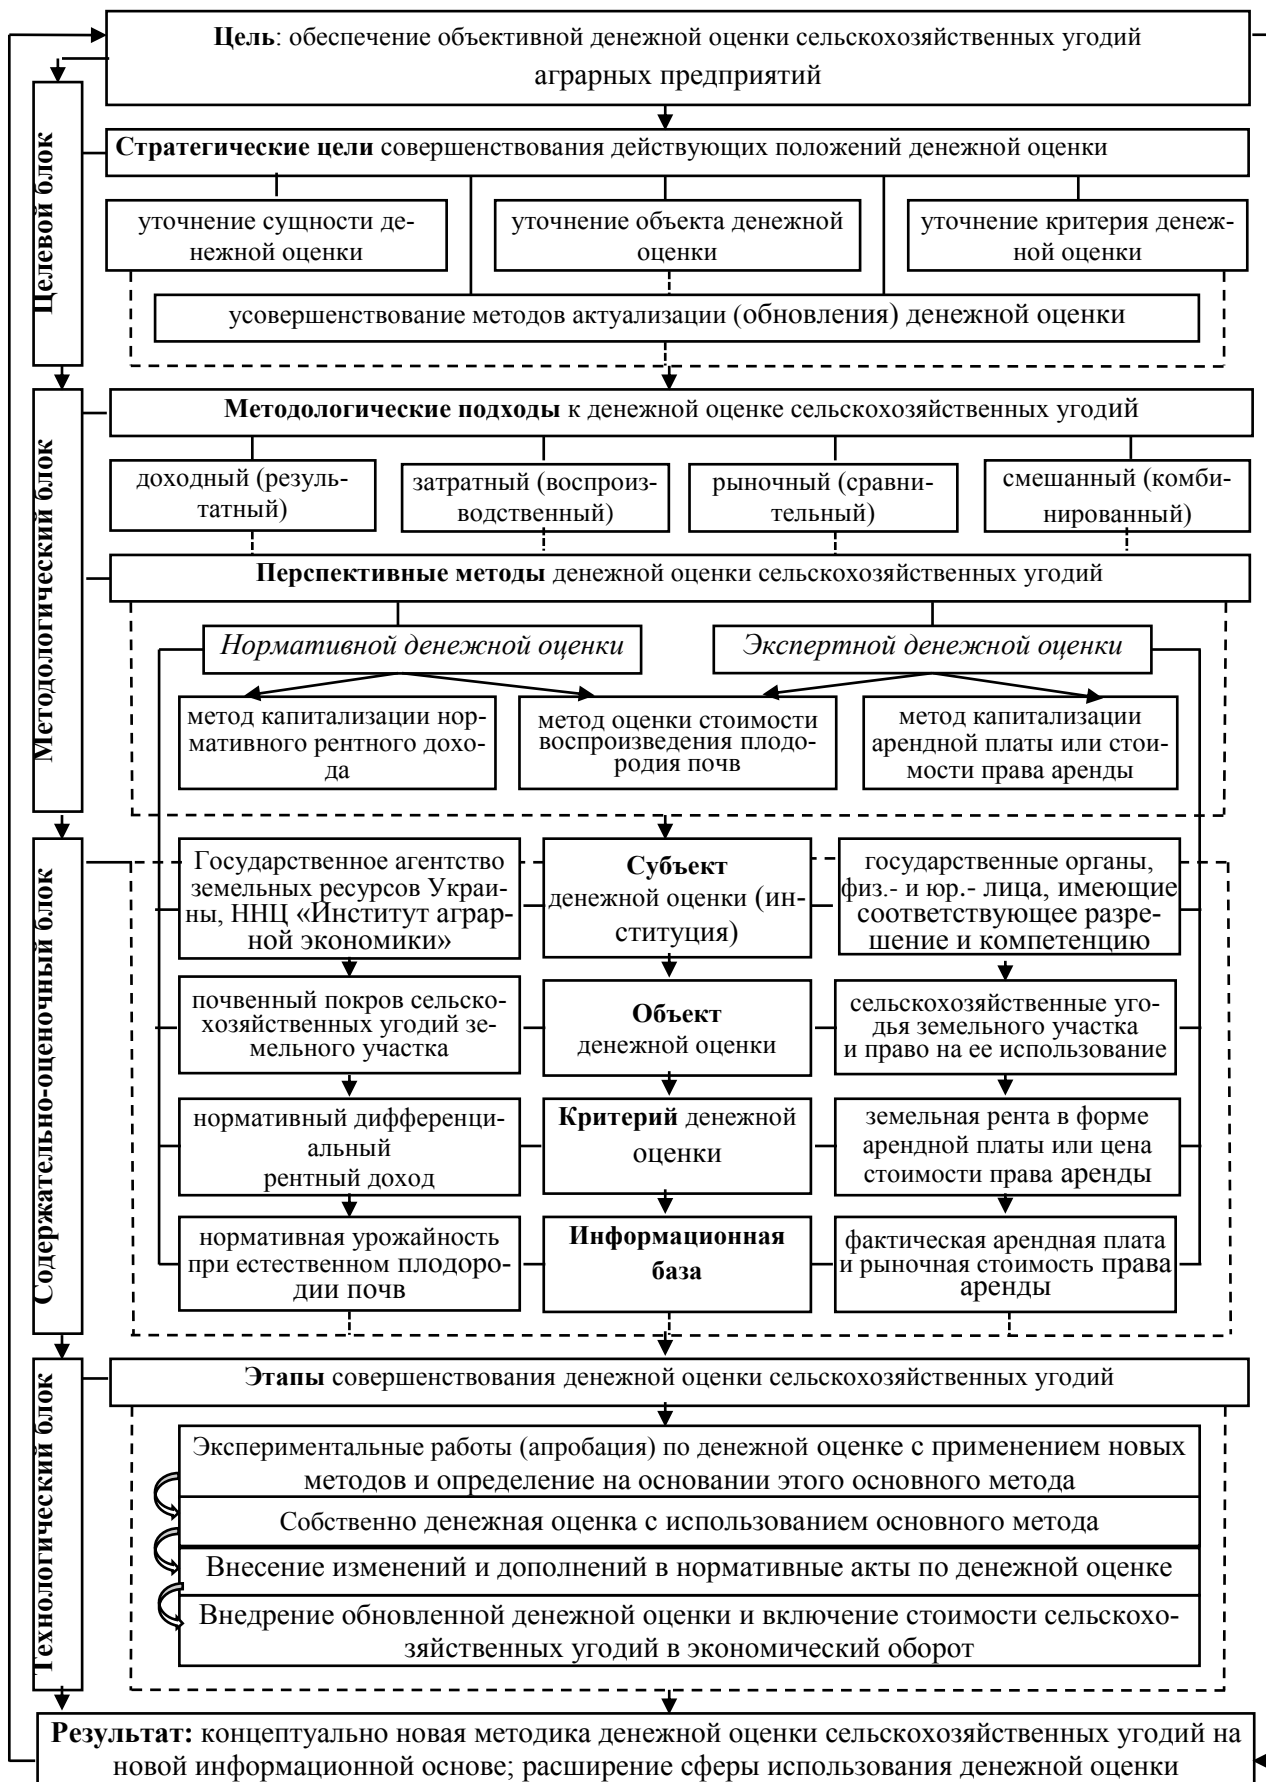 Цель: обеспечение объективной денежной оценки сельскохозяйственных угодий
аграрных предприятий
Целевой блок
Стратегические цели совершенствования действующих положений денежной оценки
уточнение сущности де-
нежной оценки
уточнение объекта денежной
оценки
уточнение критерия денеж-
ной оценки
усовершенствование методов актуализации (обновления) денежной оценки
Методологический блок
Методологические подходы к денежной оценке сельскохозяйственных угодий
доходный (резуль-
татный)
затратный (воспроиз-
водственный)
рыночный (сравни-
тельный)
смешанный (комби-
нированный)
Перспективные методы денежной оценки сельскохозяйственных угодий
Нормативной денежной оценки
Экспертной денежной оценки
метод капитализации нор-
мативного рентного дохо-
да
метод оценки стоимости
воспроизведения плодо-
родия почв
метод капитализации
арендной платы или стои-
мости права аренды
Содержательно-оценочный блок
Государственное агентство
земельных ресурсов Украи-
ны, ННЦ «Институт аграр-
ной экономики»
Субъект
денежной оценки (ин-
ституция)
государственные органы,
физ.- и юр.- лица, имеющие
соответствующее разре-
шение и компетенцию
почвенный покров сельско-
хозяйственных угодий зе-
мельного участка
Объект
денежной оценки
сельскохозяйственные уго-
дья земельного участка
и право на ее использование
нормативный дифференци-
альный
рентный доход
Критерий денежной
оценки
земельная рента в форме
арендной платы или цена
стоимости права аренды
нормативная урожайность
при естественном плодоро-
дии почв
Информационная
база
фактическая арендная плата
и рыночная стоимость права
аренды
Технологический блок
Этапы совершенствования денежной оценки сельскохозяйственных угодий
Экспериментальные работы (апробация) по денежной оценке с применением новых
методов и определение на основании этого основного метода
Собственно денежная оценка с использованием основного метода
Внесение изменений и дополнений в нормативные акты по денежной оценке
Внедрение обновленной денежной оценки и включение стоимости сельскохо-
зяйственных угодий в экономический оборот
Результат: концептуально новая методика денежной оценки сельскохозяйственных угодий на
новой информационной основе; расширение сферы использования денежной оценки